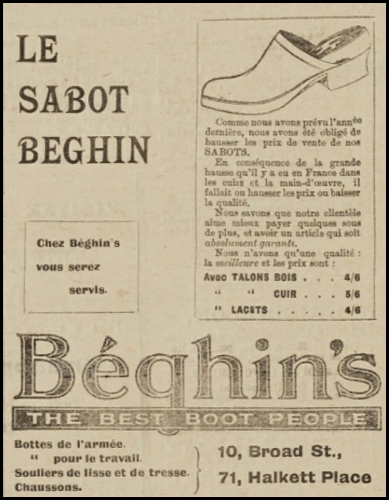 LE
SABOT
BEGHIN
Comme nous avons prévu l'année
dernière, nous avons été obligé de
hausser les prix de vente de nos
SABOTS.
En conséquence de la grande
hausse qu'il y a eu en France dans
les cuirs et la main-d'œuvre, il
fallait ou hausser les prix ou baisser
la qualité.
Nous savons que notre clientèle
aime mieux payer quelques sous
de plus, et avoir un article qui soit
absolument garanti.
Nous n'avons qu'une qualité :
la meilleure et les prix sont :
Avec TALONS BOIS . . . 4/6
“ “ CUIR . . . 5/6
“ LACETS . . . . . 4/6
Chez Béghin's
vous serez
servis.
Béghin's
THE BEST BOOT PEOPLE
Bottes de l'armée.
“ pour le travail.
Souliers de lisse et de tresse.
Chaussons.
10, Broad St.,
71, Halkett Place